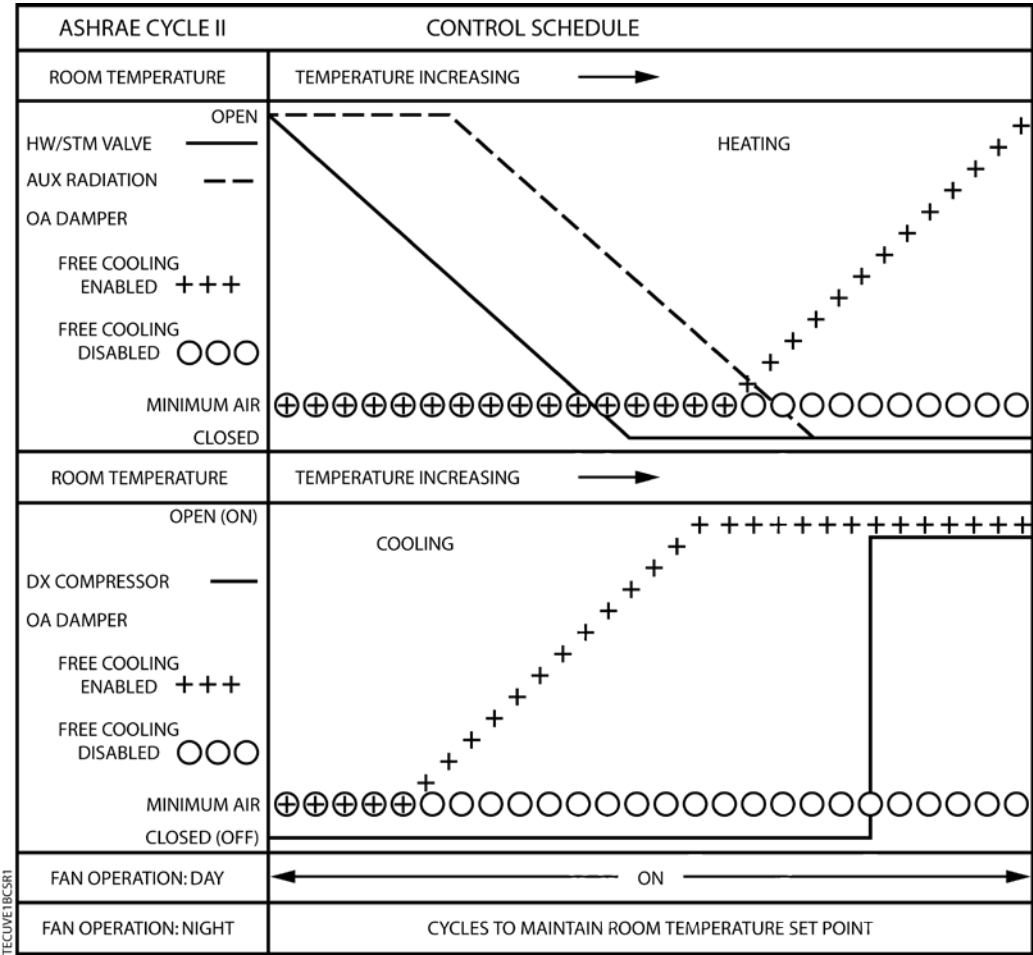 ASHRAE CYCLE II
CONTROL SCHEDULE
ROOM TEMPERATURE
TEMPERATURE INCREASING
OPEN
HW/STM VALVE
HEATING
AUX RADIATION
OA DAMPER
FREE COOLING
ENABLED
FREE COOLING
DISABLED
MINIMUM AIR
CLOSED
ROOM TEMPERATURE
TEMPERATURE INCREASING
OPEN (ON)
COOLING
DX COMPRESSOR
OA DAMPER
FREE COOLING
ENABLED
FREE COOLING
DISABLED
MINIMUM AIR
CLOSED (OFF)
FAN OPERATION: DAY
ON
FAN OPERATION: NIGHT
CYCLES TO MAINTAIN ROOM TEMPERATURE SET POINT
TECUVE1BCSR1